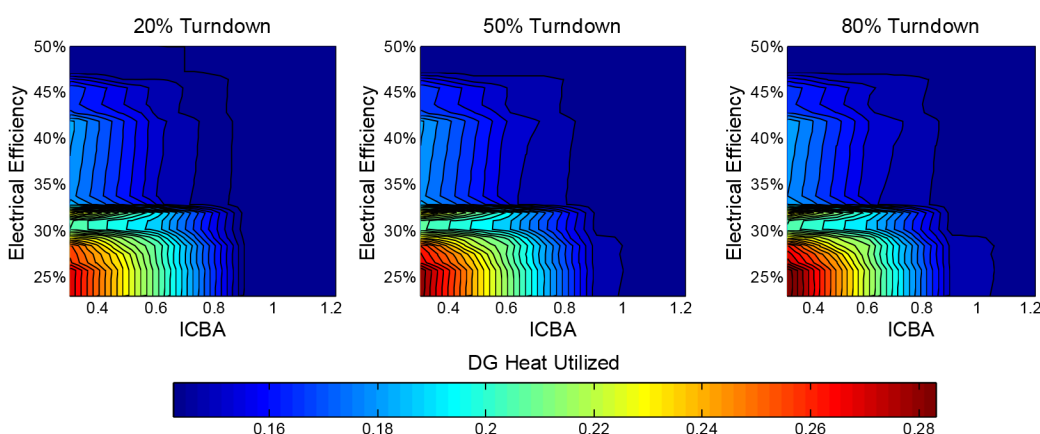 20% Turndown
50% Turndown
80% Turndown
Electrical Efficiency
50%
45%
40%
35%
30%
25%
0.4 0.6 0.8 1 1.2
ICBA
Electrical Efficiency
50%
45%
40%
35%
30%
25%
0.4 0.6 0.8 1 1.2
ICBA
Electrical Efficiency
50%
45%
40%
35%
30%
25%
0.4 0.6 0.8 1 1.2
ICBA
DG Heat Utilized
0.16 0.18 0.2 0.22 0.24 0.26 0.28